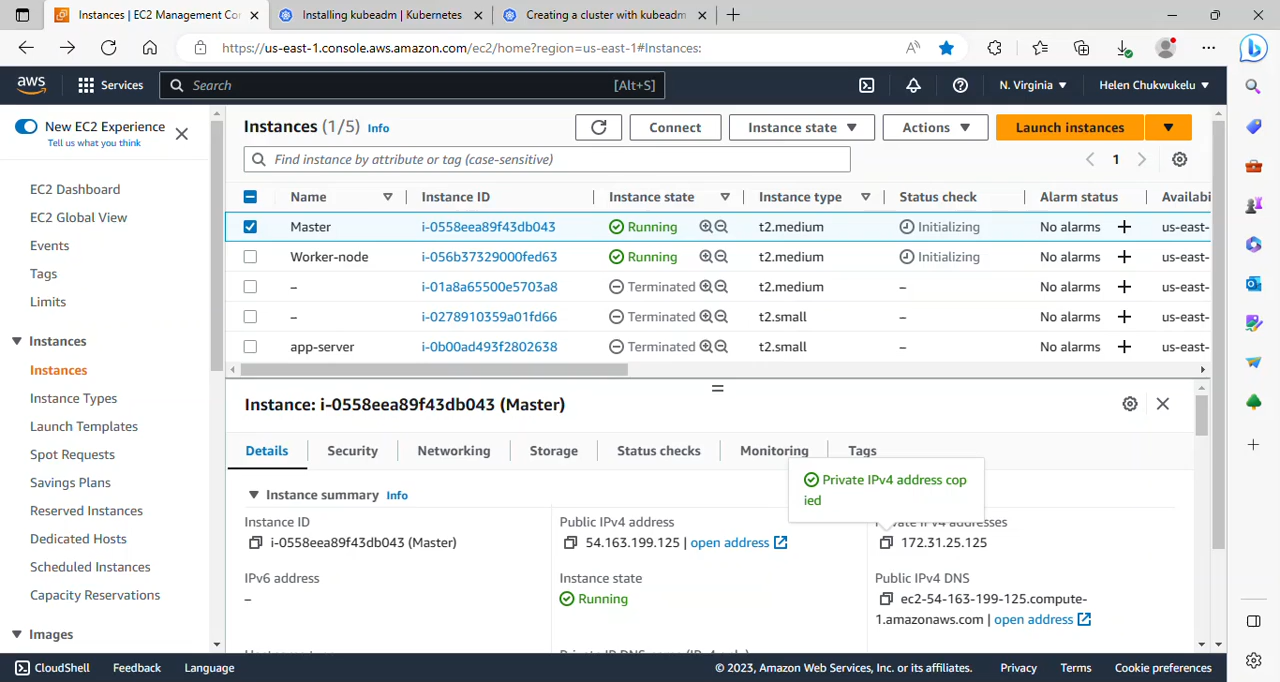 Instances | EC2 Management Cor
Installing kubeadm | Kubernetes
Creating a cluster with kubeadm
https://us-east-1.console.aws.amazon.com/ec2/home?region=us-east-1#Instances:
aws
Services
Search
[Alt+S]
N. Virginia
Helen Chukwukelu
New EC2 Experience
Tell us what you think
EC2 Dashboard
EC2 Global View
Events
Tags
Limits
Instances
Instances
Instance Types
Launch Templates
Spot Requests
Savings Plans
Reserved Instances
Dedicated Hosts
Scheduled Instances
Capacity Reservations
Images
Instances (1/5) Info
Connect
Instance state
Actions
Launch instances
Find instance by attribute or tag (case-sensitive)
1
Name Instance ID Instance state Instance type Status check Alarm status Availabi
Master i-0558eea89f43db043 Running t2.medium Initializing No alarms + us-east-
Worker-node i-056b37329000fed63 Running t2.medium Initializing No alarms + us-east-
– i-01a8a65500e5703a8 Terminated t2.medium – No alarms + us-east-
– i-0278910359a01fd66 Terminated t2.small – No alarms + us-east-
app-server i-0b00ad493f2802638 Terminated t2.small – No alarms + us-east-
Instance: i-0558eea89f43db043 (Master)
Details Security Networking Storage Status checks Monitoring Tags
Private IPv4 address cop
ied
Instance summary Info
Instance ID
i-0558eea89f43db043 (Master)
Public IPv4 address
54.163.199.125 | open address
Private IPv4 addresses
172.31.25.125
IPv6 address
–
Instance state
Running
Public IPv4 DNS
ec2-54-163-199-125.compute-
1.amazonaws.com | open address
CloudShell
Feedback
Language
© 2023, Amazon Web Services, Inc. or its affiliates.
Privacy
Terms
Cookie preferences